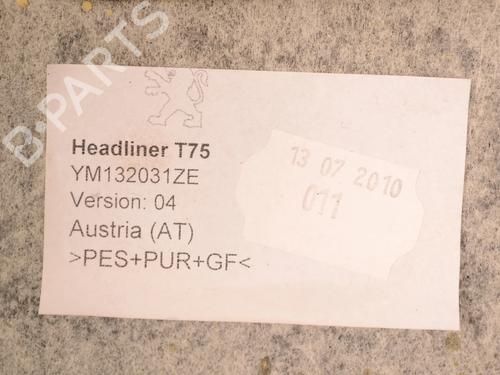 B-PARTS
Headliner T75
YM132031ZE
Version: 04
Austria (AT)
>PES+PUR+GF<
13 07 2010
011